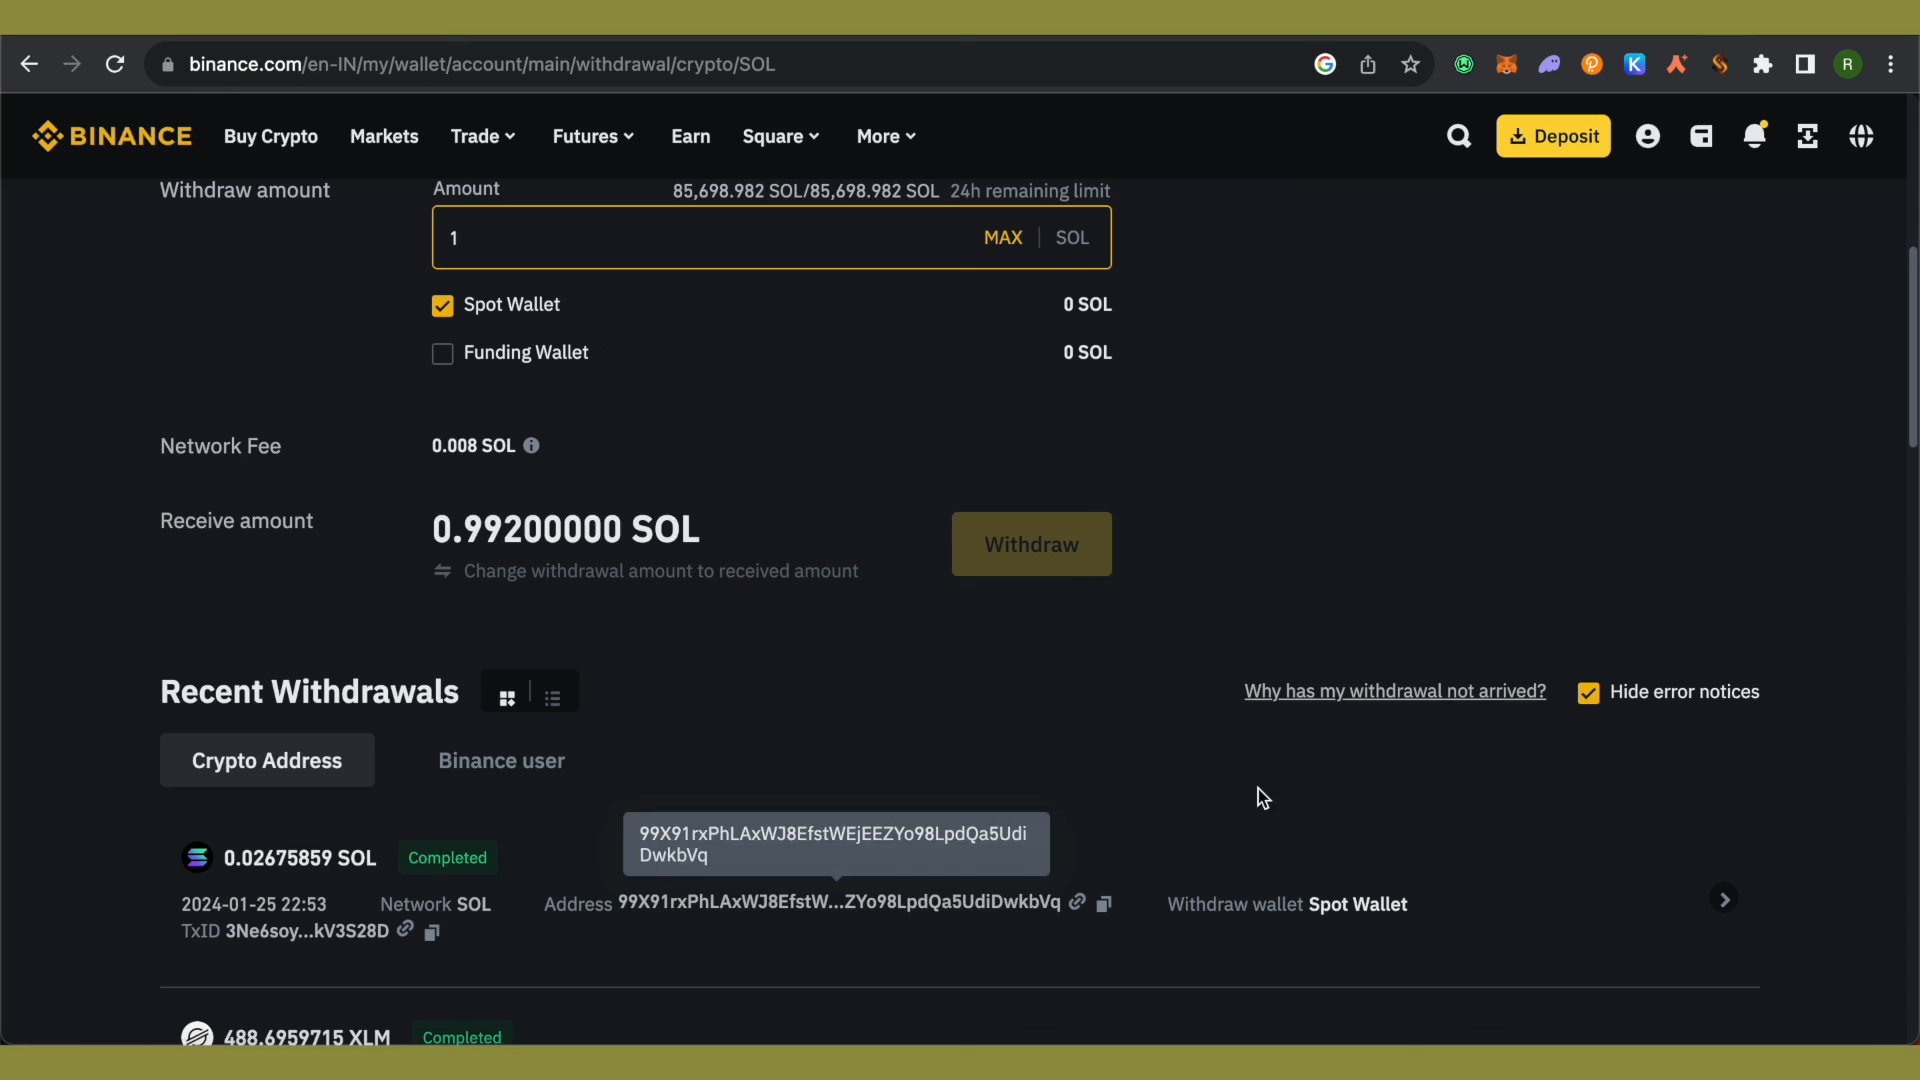 binance.com/en-IN/my/wallet/account/main/withdrawal/crypto/SOL
R
BINANCE Buy Crypto Markets Trade Futures Earn Square More Deposit
Withdraw amount
Amount 85,698.982 SOL/85,698.982 SOL 24h remaining limit
1 MAX SOL
Spot Wallet 0 SOL
Funding Wallet 0 SOL
Network Fee 0.008 SOL
Receive amount 0.99200000 SOL
Withdraw
Change withdrawal amount to received amount
Recent Withdrawals Why has my withdrawal not arrived? Hide error notices
Crypto Address Binance user
99X91rxPhLAxWJ8EfstWEjEEZYo98LpdQa5Udi
DwkbVq
0.02675859 SOL Completed
2024-01-25 22:53 Network SOL Address 99X91rxPhLAxWJ8EfstW...ZYo98LpdQa5UdiDwkbVq Withdraw wallet Spot Wallet
TxID 3Ne6soy...kV3S28D
488.6959715 XLM Completed